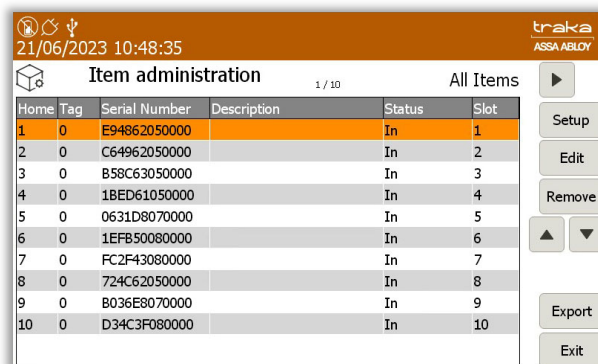 traka
21/06/2023 10:48:35
ASSA ABLOY
Item administration 1 / 10 All Items
Home Tag Serial Number Description Status Slot
1 0 E94862050000 In 1
2 0 C64962050000 In 2
3 0 B58C63050000 In 3
4 0 1BED61050000 In 4
5 0 0631D8070000 In 5
6 0 1EFB50080000 In 6
7 0 FC2F43080000 In 7
8 0 724C62050000 In 8
9 0 B036E8070000 In 9
10 0 D34C3F080000 In 10
Setup
Edit
Remove
Export
Exit